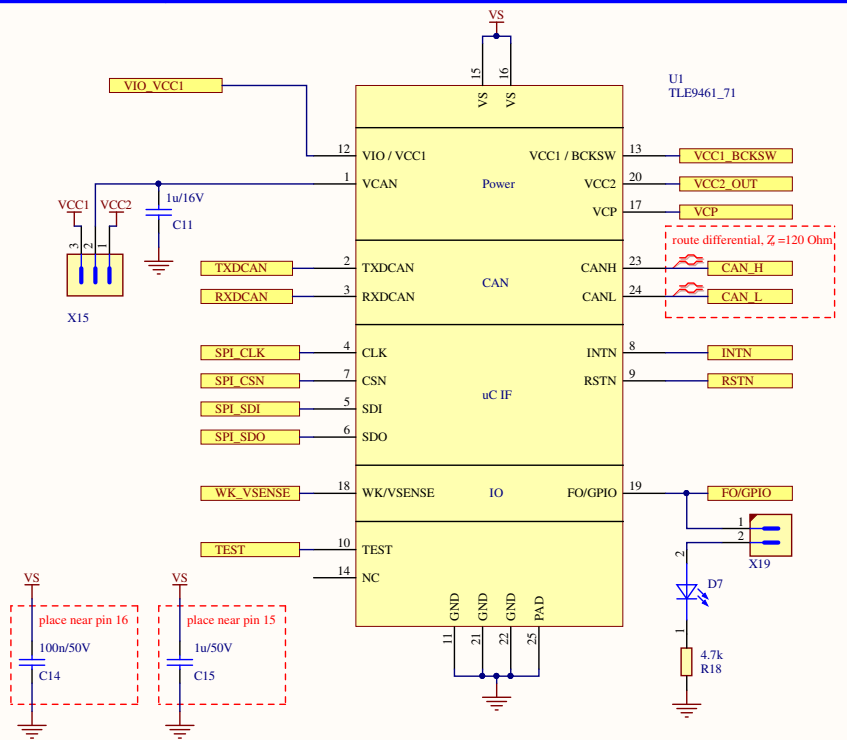 VS
U1
TLE9461_71
15
16
VS
VS
VIO_VCC1
12
VIO / VCC1
VCC1 / BCKSW
13
VCC1_BCKSW
1
VCAN
Power
VCC2
20
VCC2_OUT
VCP
17
VCP
VCC1
VCC2
1u/16V
C11
3
2
1
X15
route differential, Z =120 Ohm
TXDCAN
2
TXDCAN
CAN
CANH
23
CAN_H
RXDCAN
3
RXDCAN
CANL
24
CAN_L
SPI_CLK
4
CLK
INTN
8
INTN
SPI_CSN
7
CSN
uC IF
RSTN
9
RSTN
SPI_SDI
5
SDI
SPI_SDO
6
SDO
WK_VSENSE
18
WK/VSENSE
IO
FO/GPIO
19
FO/GPIO
1
2
X19
TEST
10
TEST
14
NC
2
D7
1
4.7k
R18
GND
GND
GND
PAD
11
21
22
25
VS
place near pin 16
100n/50V
C14
VS
place near pin 15
1u/50V
C15